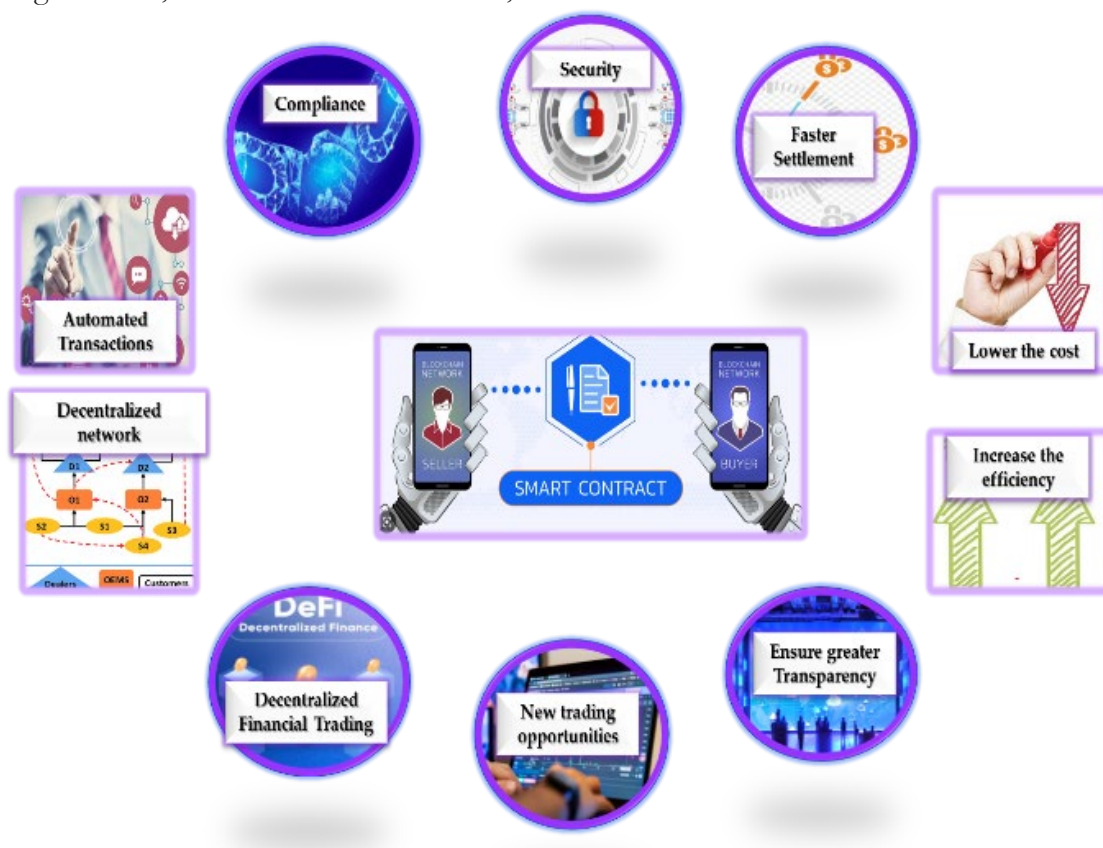 Compliance
Security
Faster
Settlement
Automated
Transactions
Lower the cost
BLOCKCHAIN
NETWORK
SELLER
SMART CONTRACT
BLOCKCHAIN
NETWORK
BUYER
Decentralized
network
D1
D2
O1
O2
S2
S1
S3
S4
Dealers
OEMS
Customers
Increase the
efficiency
DeFi
Decentralized Finance
Decentralized
Financial Trading
New trading
opportunities
Ensure greater
Transparency